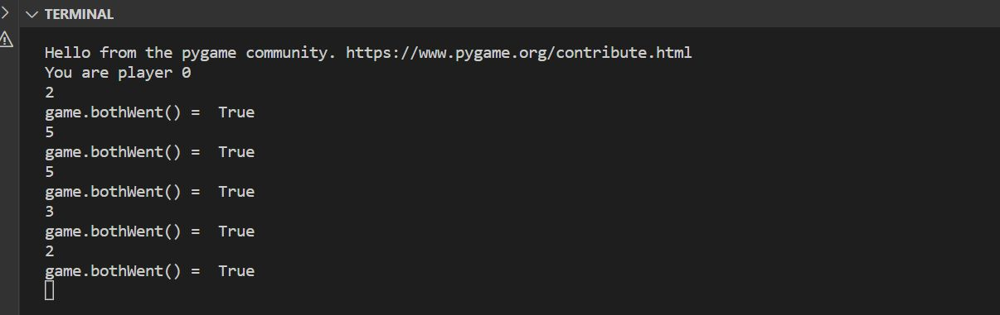 TERMINAL
Hello from the pygame community. https://www.pygame.org/contribute.html
You are player 0
2
game.bothWent() =  True
5
game.bothWent() =  True
5
game.bothWent() =  True
3
game.bothWent() =  True
2
game.bothWent() =  True